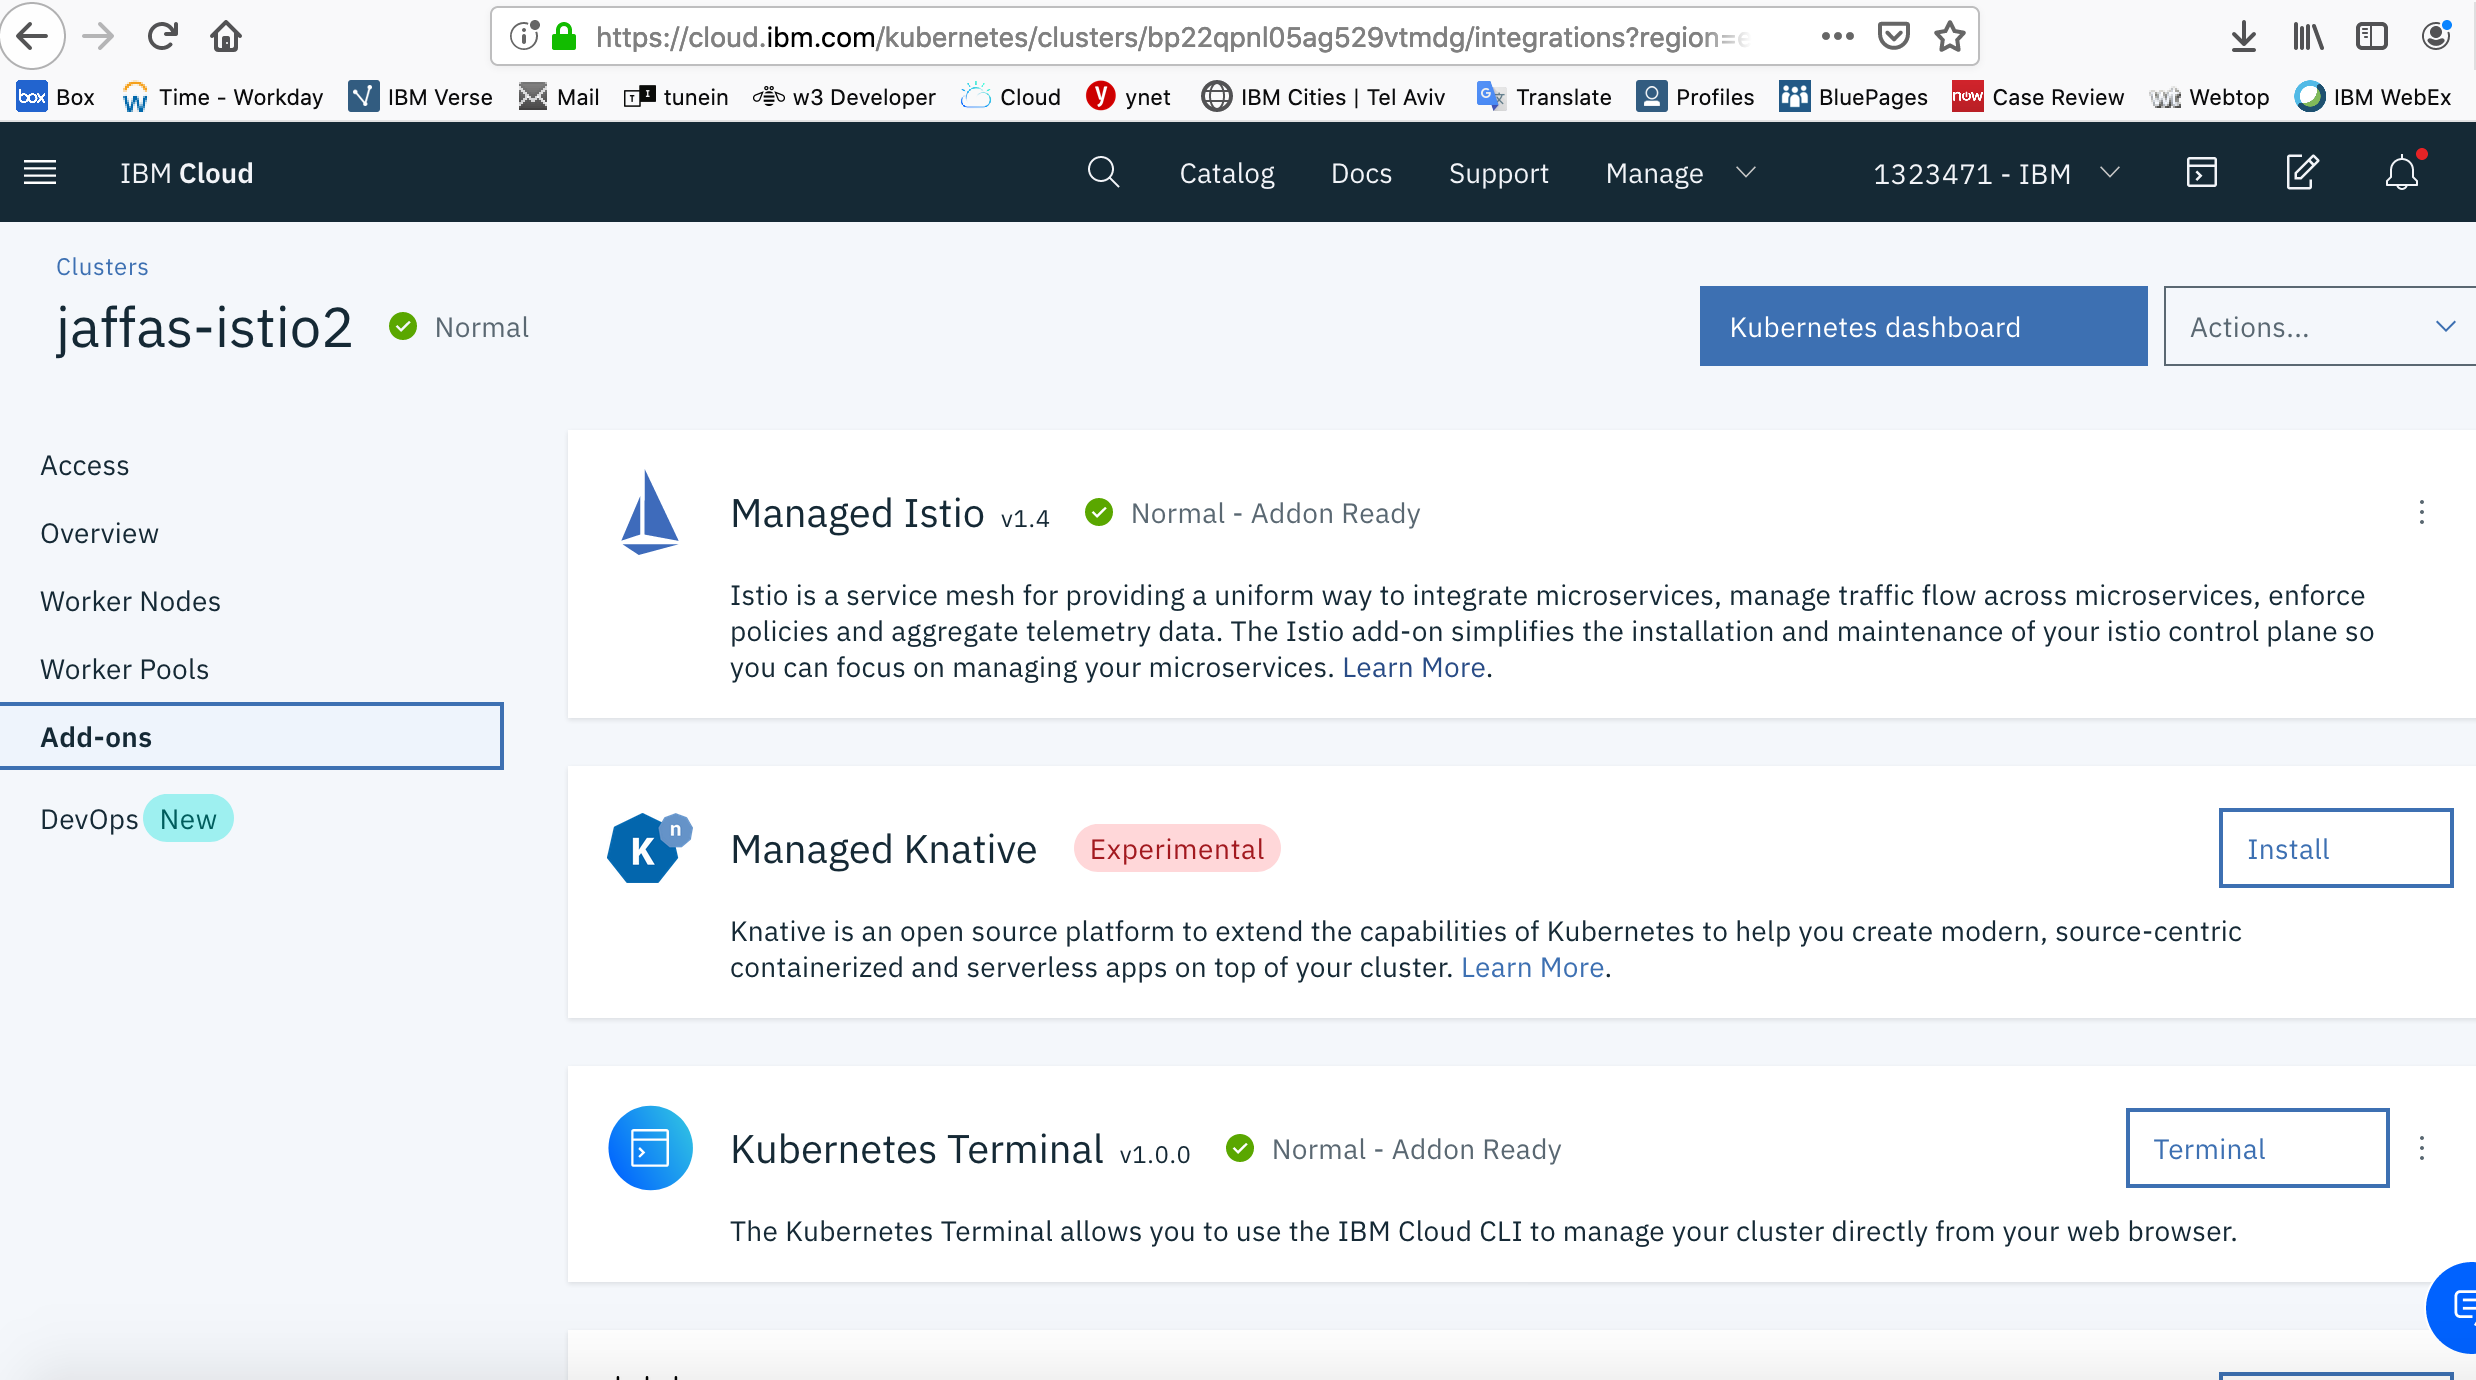 https://cloud.ibm.com/kubernetes/clusters/bp22qpnl05ag529vtmdg/integrations?region=e
box Box Time - Workday IBM Verse Mail tunein w3 Developer Cloud y ynet IBM Cities | Tel Aviv Translate Profiles BluePages now Case Review wt Webtop IBM WebEx
IBM Cloud Catalog Docs Support Manage 1323471 - IBM
Clusters
jaffas-istio2 Normal Kubernetes dashboard Actions...
Access
Overview
Worker Nodes
Worker Pools
Add-ons
DevOps New
Managed Istio v1.4 Normal - Addon Ready
Istio is a service mesh for providing a uniform way to integrate microservices, manage traffic flow across microservices, enforce
policies and aggregate telemetry data. The Istio add-on simplifies the installation and maintenance of your istio control plane so
you can focus on managing your microservices. Learn More.
K n Managed Knative Experimental Install
Knative is an open source platform to extend the capabilities of Kubernetes to help you create modern, source-centric
containerized and serverless apps on top of your cluster. Learn More.
Kubernetes Terminal v1.0.0 Normal - Addon Ready Terminal
The Kubernetes Terminal allows you to use the IBM Cloud CLI to manage your cluster directly from your web browser.